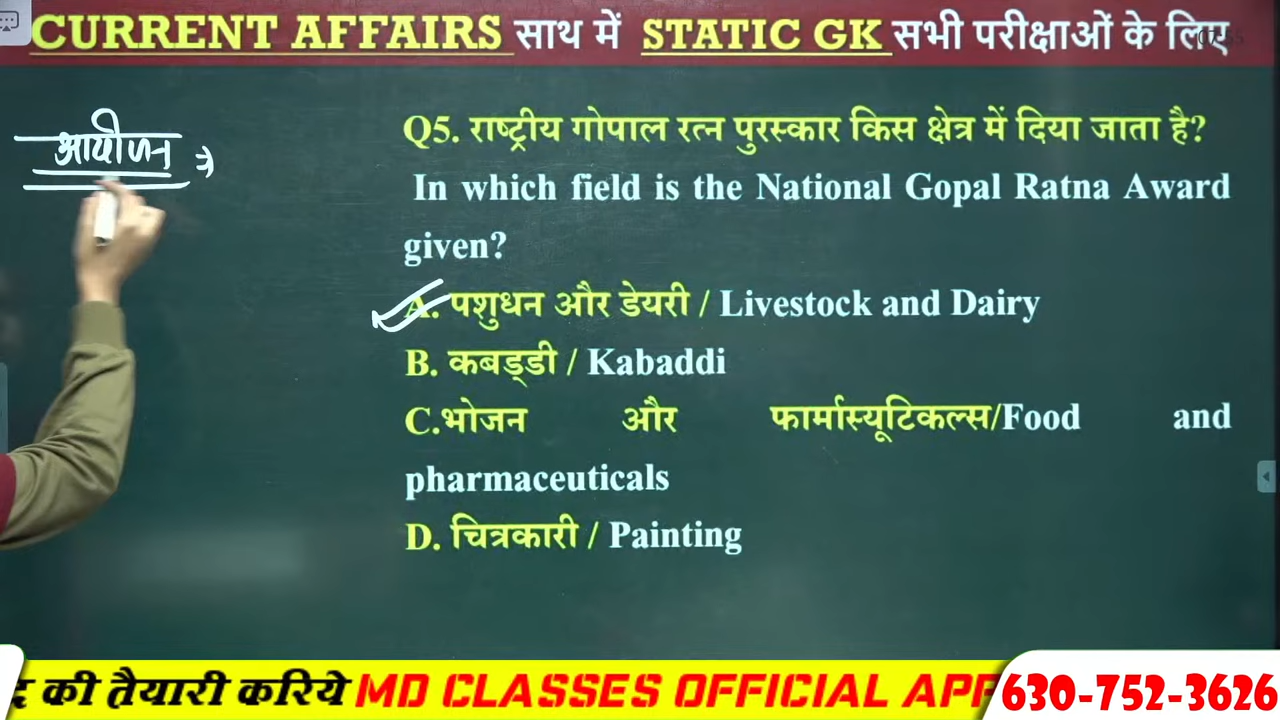 CURRENT AFFAIRS साथ में STATIC GK सभी परीक्षाओं के लिए
आयोजन
Q5. राष्ट्रीय गोपाल रत्न पुरस्कार किस क्षेत्र में दिया जाता है?
In which field is the National Gopal Ratna Award
given?
A. पशुधन और डेयरी / Livestock and Dairy
B. कबड्डी / Kabaddi
C.भोजन और फार्मास्यूटिकल्स/Food and
pharmaceuticals
D. चित्रकारी / Painting
की तैयारी करिये MD CLASSES OFFICIAL APP
630-752-3626